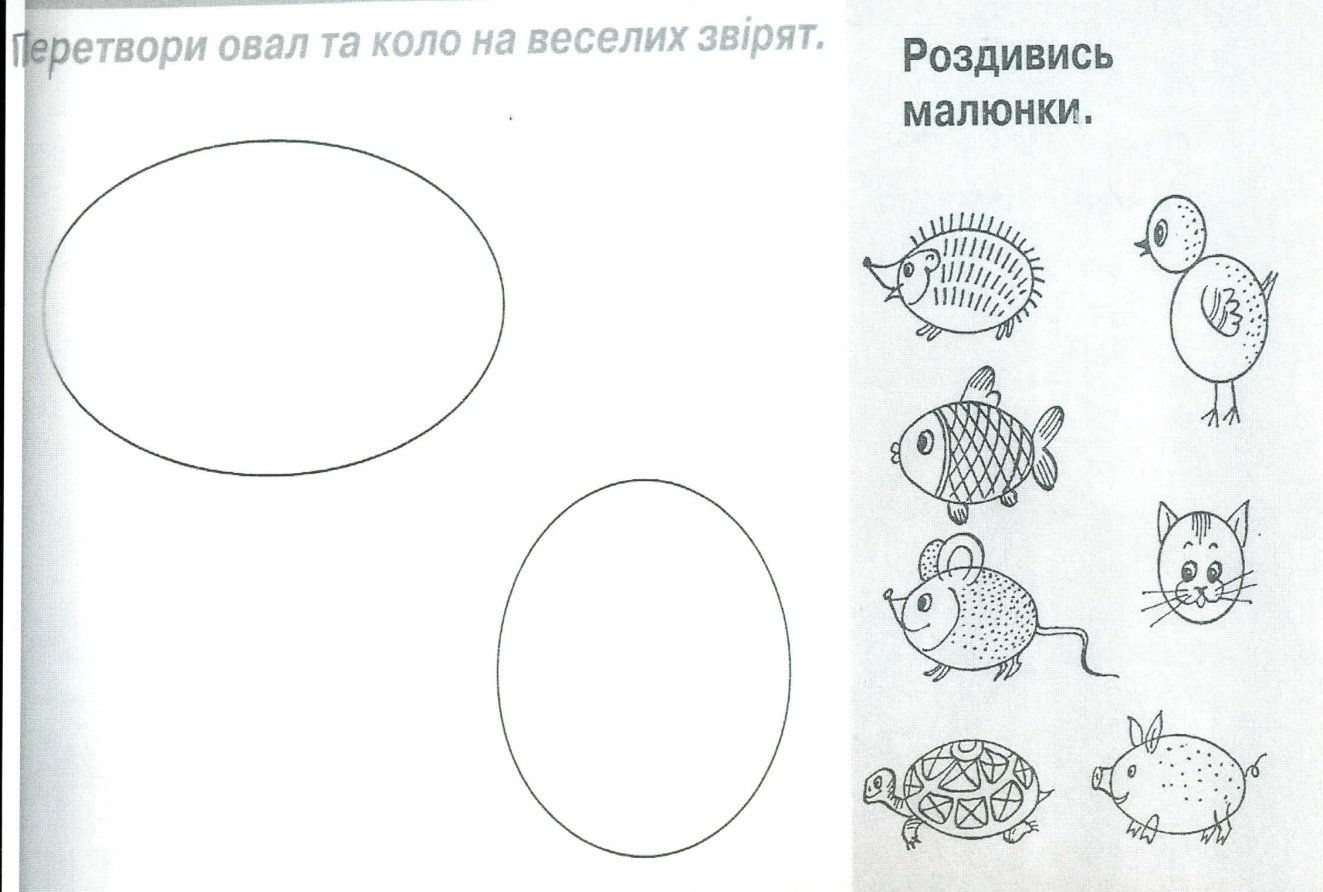 Перетвори овал та коло на веселих звірят.
Роздивись
малюнки.